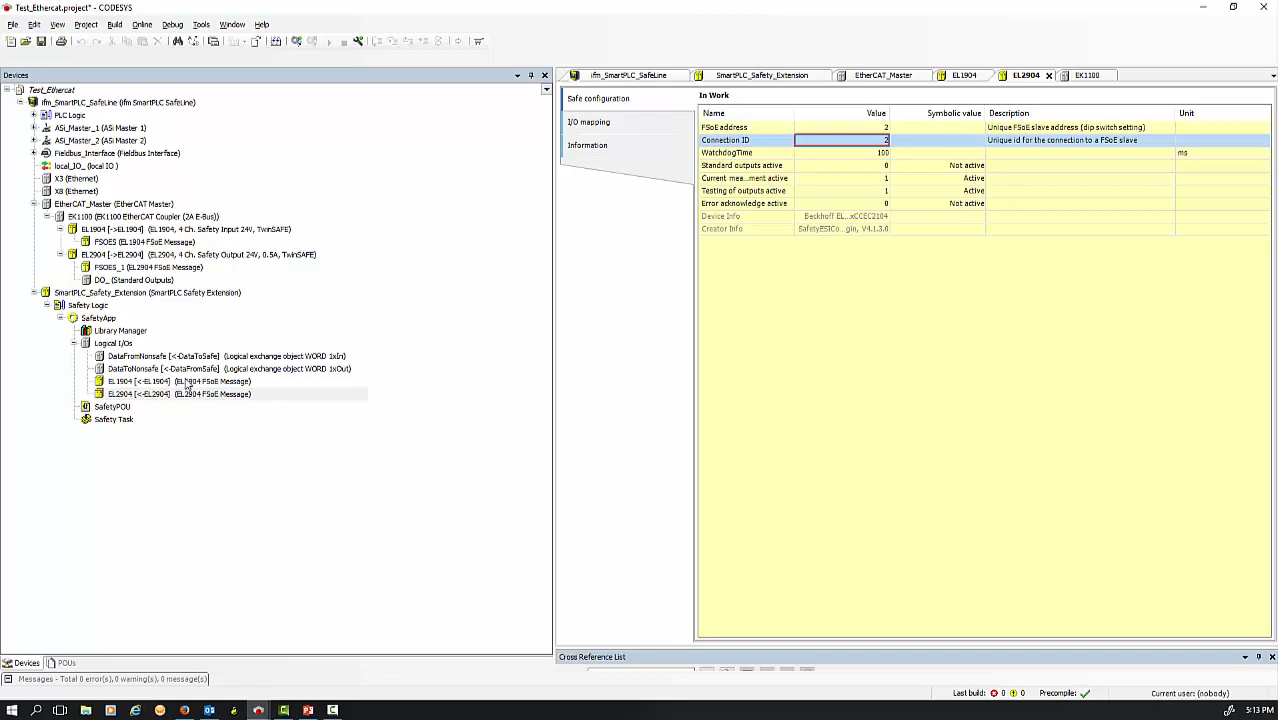 Test_Ethercat.project* - CODESYS
File Edit View Project Build Online Debug Tools Window Help
Devices
Test_Ethercat
ifm_SmartPLC_SafeLine (ifm SmartPLC SafeLine)
PLC Logic
ASi_Master_1 (ASi Master 1)
ASi_Master_2 (ASi Master 2)
Fieldbus_Interface (Fieldbus Interface)
local_IO_ (local IO )
X3 (Ethernet)
X8 (Ethernet)
EtherCAT_Master (EtherCAT Master)
EK1100 (EK1100 EtherCAT Coupler (2A E-Bus))
EL1904 [->EL1904] (EL1904, 4 Ch. Safety Input 24V, TwinSAFE)
FSOES (EL1904 FSoE Message)
EL2904 [->EL2904] (EL2904, 4 Ch. Safety Output 24V, 0.5A, TwinSAFE)
FSOES_1 (EL2904 FSoE Message)
DO_ (Standard Outputs)
SmartPLC_Safety_Extension (SmartPLC Safety Extension)
Safety Logic
SafetyApp
Library Manager
Logical I/Os
DataFromNonsafe [<-DataToSafe] (Logical exchange object WORD 1xIn)
DataToNonsafe [<-DataFromSafe] (Logical exchange object WORD 1xOut)
EL1904 [<-EL1904] (EL1904 FSoE Message)
EL2904 [<-EL2904] (EL2904 FSoE Message)
SafetyPOU
Safety Task
Devices POUs
Messages - Total 0 error(s), 0 warning(s), 0 message(s)
ifm_SmartPLC_SafeLine SmartPLC_Safety_Extension EtherCAT_Master EL1904 EL2904 EK1100
Safe configuration
I/O mapping
Information
In Work
Name Value Symbolic value Description Unit
FSoE address 2 Unique FSoE slave address (dip switch setting)
Connection ID 2 Unique id for the connection to a FSoE slave
WatchdogTime 100 ms
Standard outputs active 0 Not active
Current mea...ment active 1 Active
Testing of outputs active 1 Active
Error acknowledge active 0 Not active
Device Info Beckhoff EL...xCCEC2104
Creator Info SafetyESICo...gin, V4.1.3.0
Cross Reference List
Last build: 0 0 Precompile: Current user: (nobody)
5:13 PM